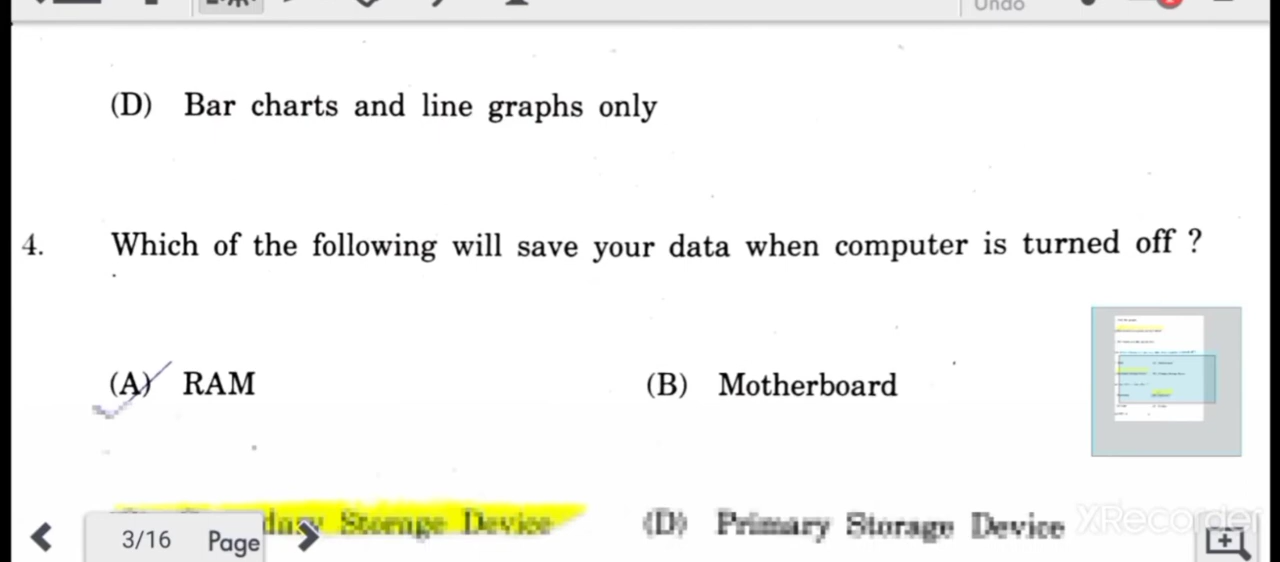 Undo
(D) Bar charts and line graphs only
4. Which of the following will save your data when computer is turned off ?
(A) RAM (B) Motherboard
Storage Device (D) Primary Storage Device
3/16 Page
XRecorder